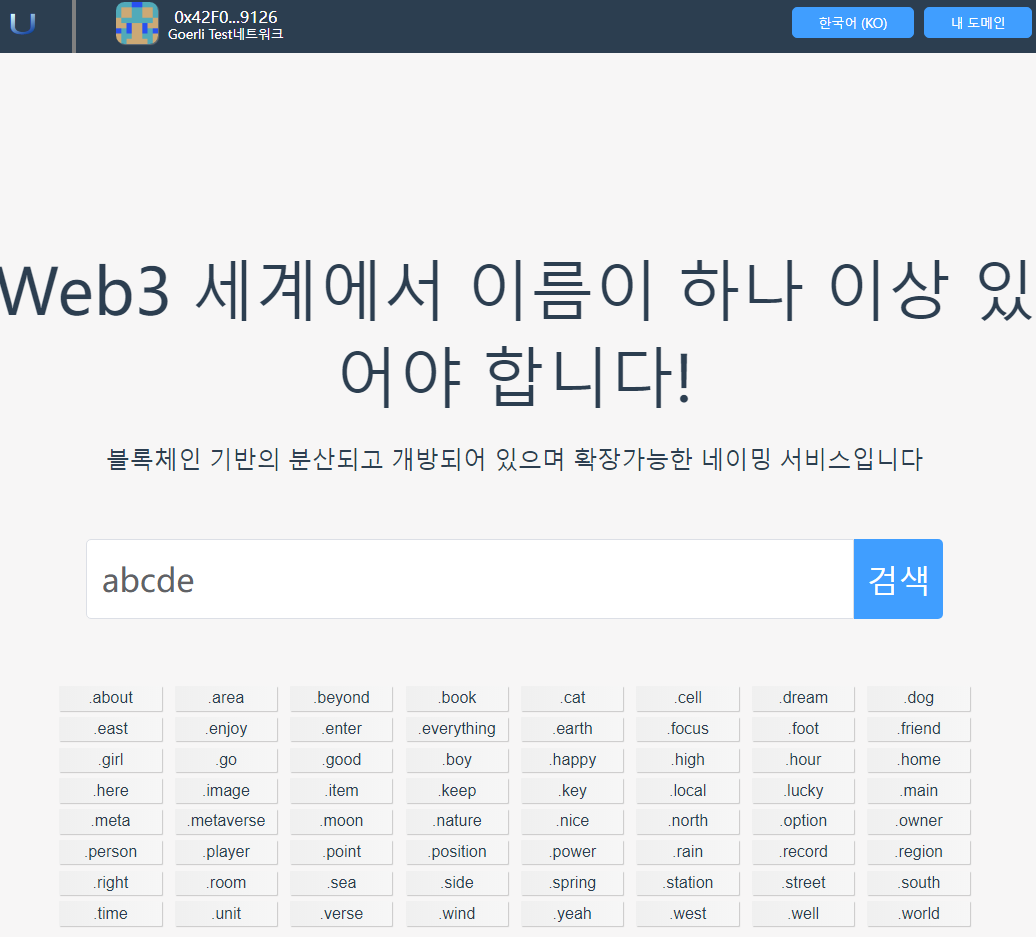 U
0x42F0...9126
Goerli Test네트워크
한국어 (KO)
내 도메인
Web3 세계에서 이름이 하나 이상 있
어야 합니다!
블록체인 기반의 분산되고 개방되어 있으며 확장가능한 네이밍 서비스입니다
abcde
검색
.about .area .beyond .book .cat .cell .dream .dog
.east .enjoy .enter .everything .earth .focus .foot .friend
.girl .go .good .boy .happy .high .hour .home
.here .image .item .keep .key .local .lucky .main
.meta .metaverse .moon .nature .nice .north .option .owner
.person .player .point .position .power .rain .record .region
.right .room .sea .side .spring .station .street .south
.time .unit .verse .wind .yeah .west .well .world